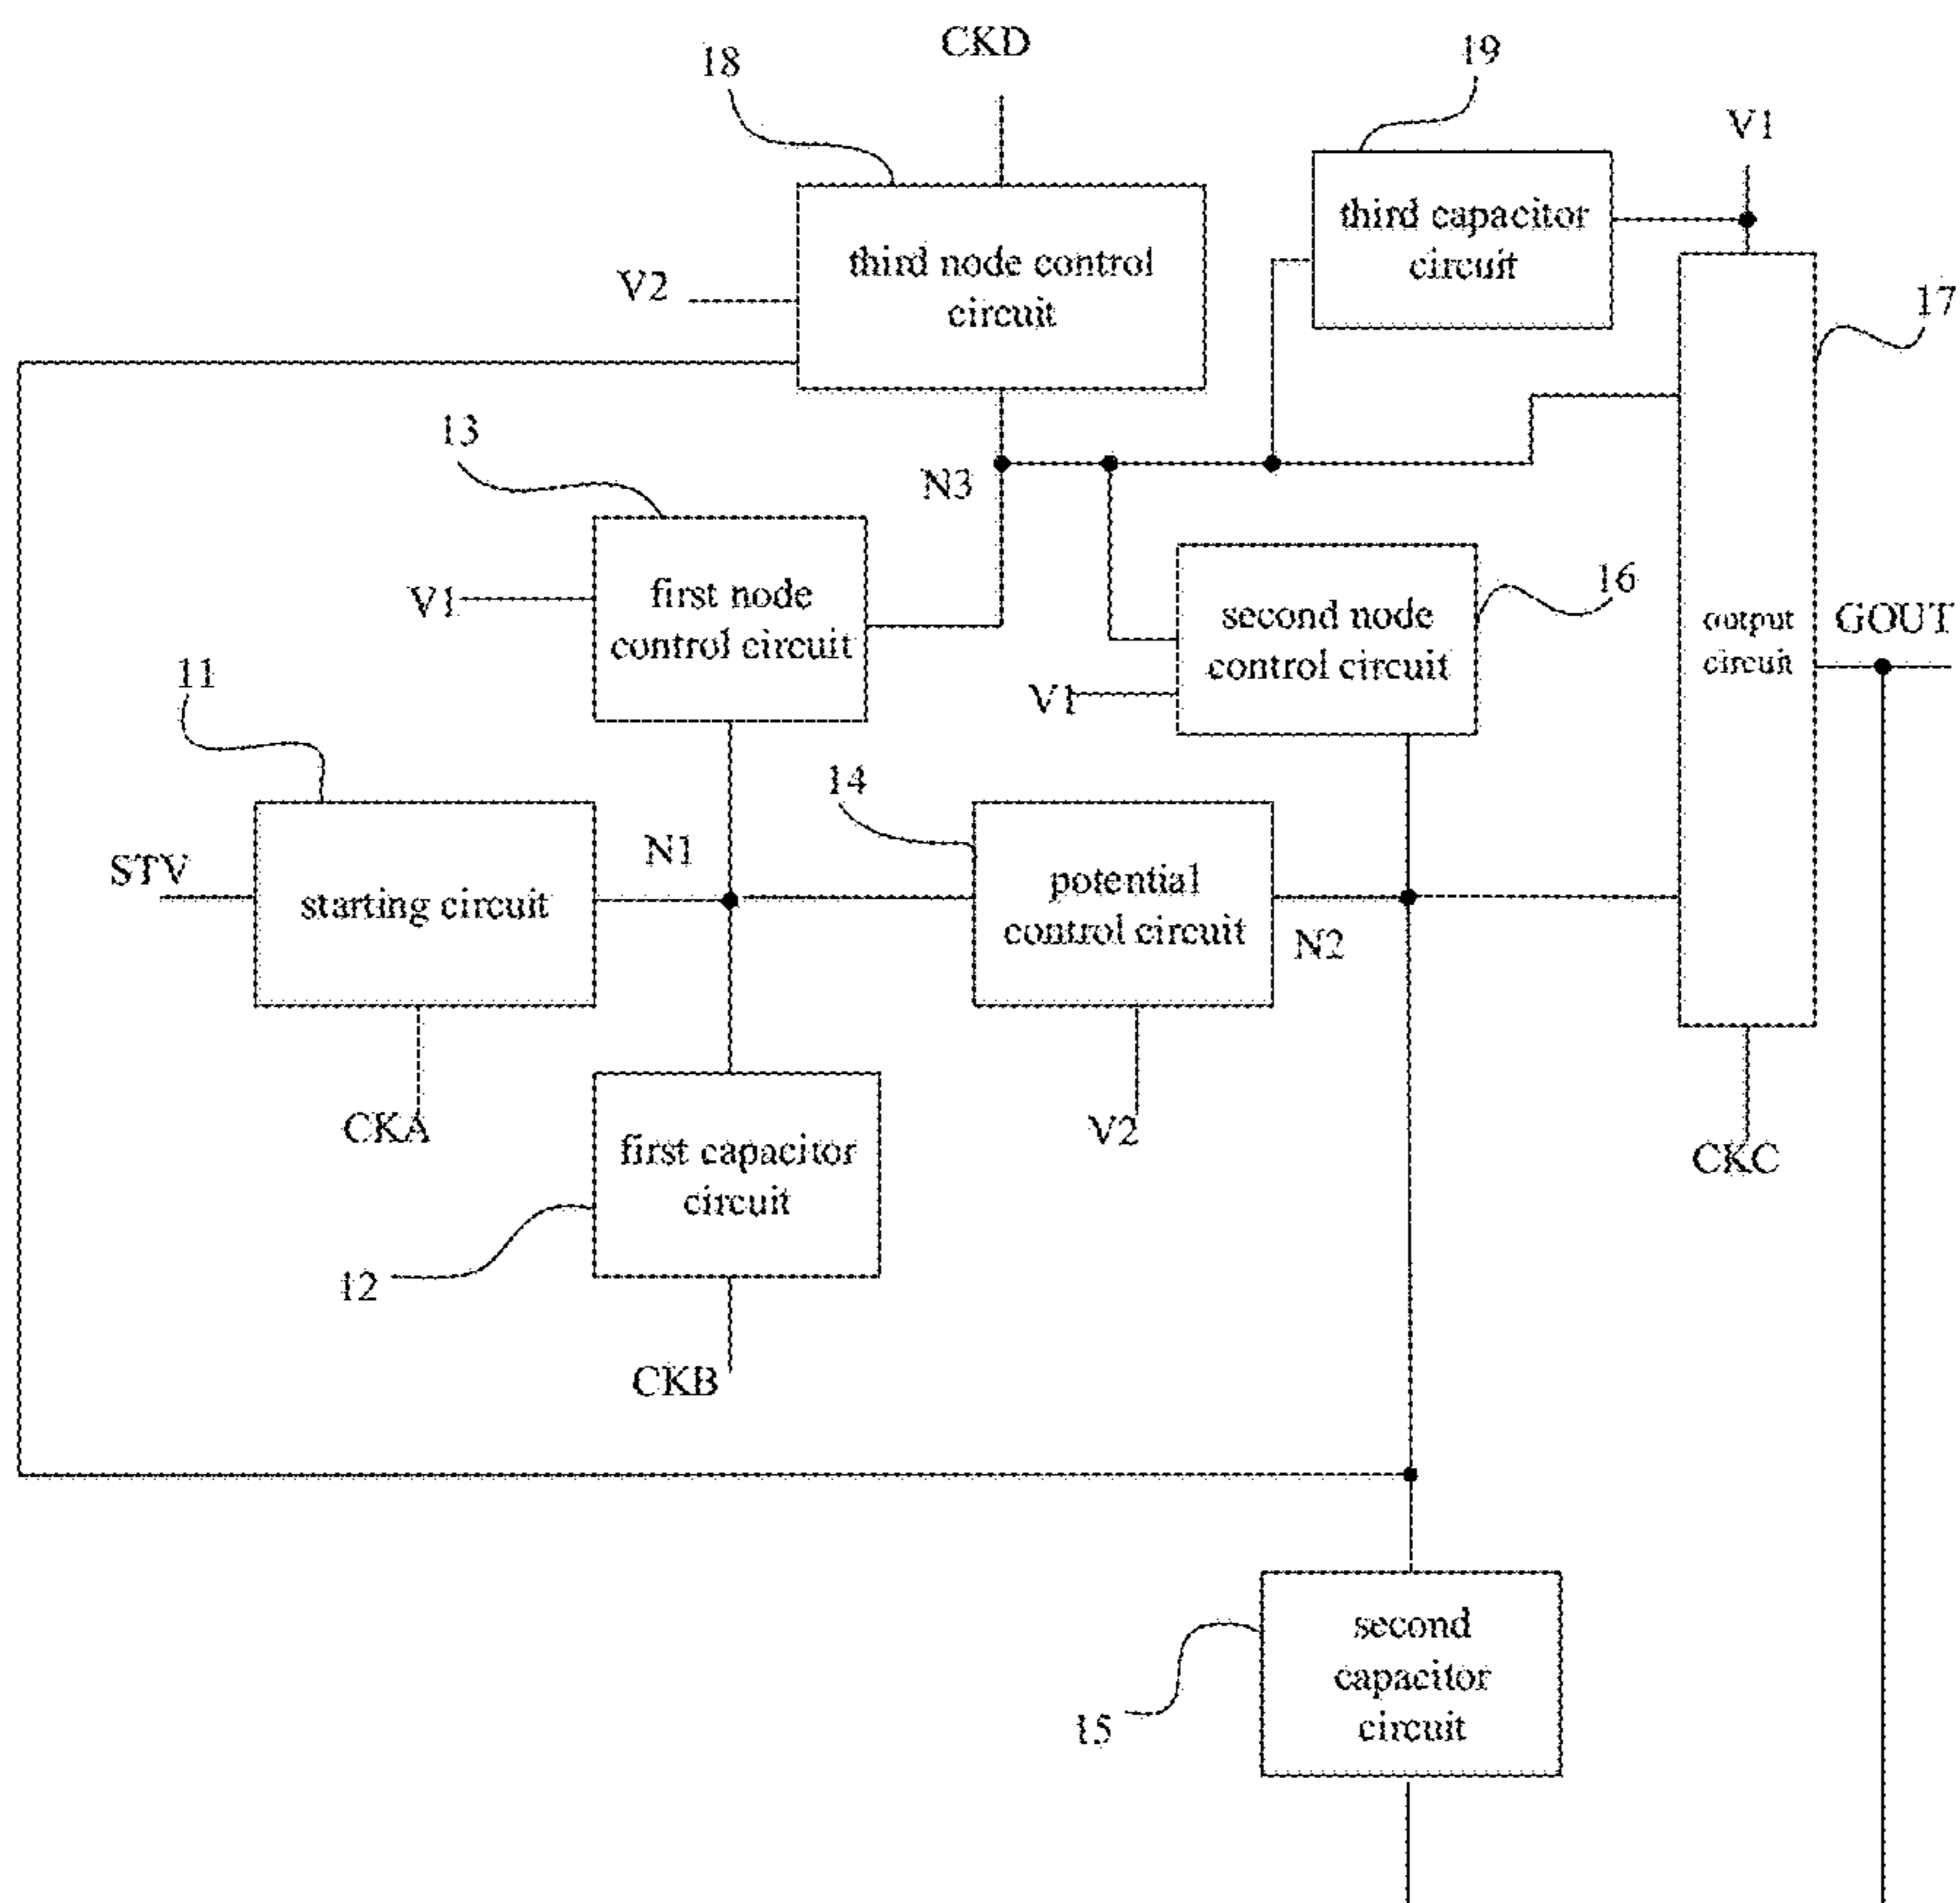 CKD
18
19
V1
third node control
circuit
third capacitor
circuit
V2
17
13
N3
first node
control circuit
V1
second node
control circuit
16
V1
output
circuit
GOUT
11
14
STV
starting circuit
N1
potential
control circuit
N2
CKA
first capacitor
circuit
V2
CKC
12
CKB
second
capacitor
circuit
15